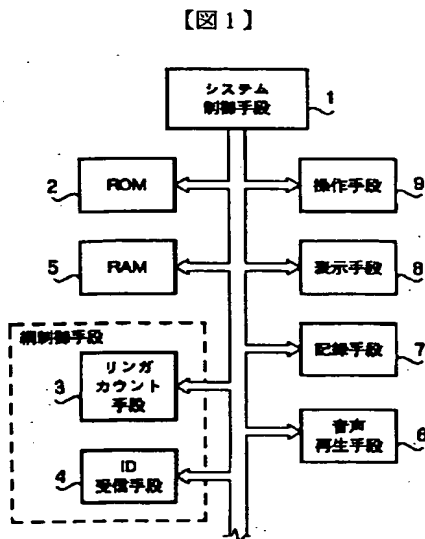 【図1】
システム
制御手段
1
2
ROM
操作手段
9
5
RAM
表示手段
8
網制御手段
3
リンガ
カウント
手段
記録手段
7
4
ID
受信手段
音声
再生手段
6